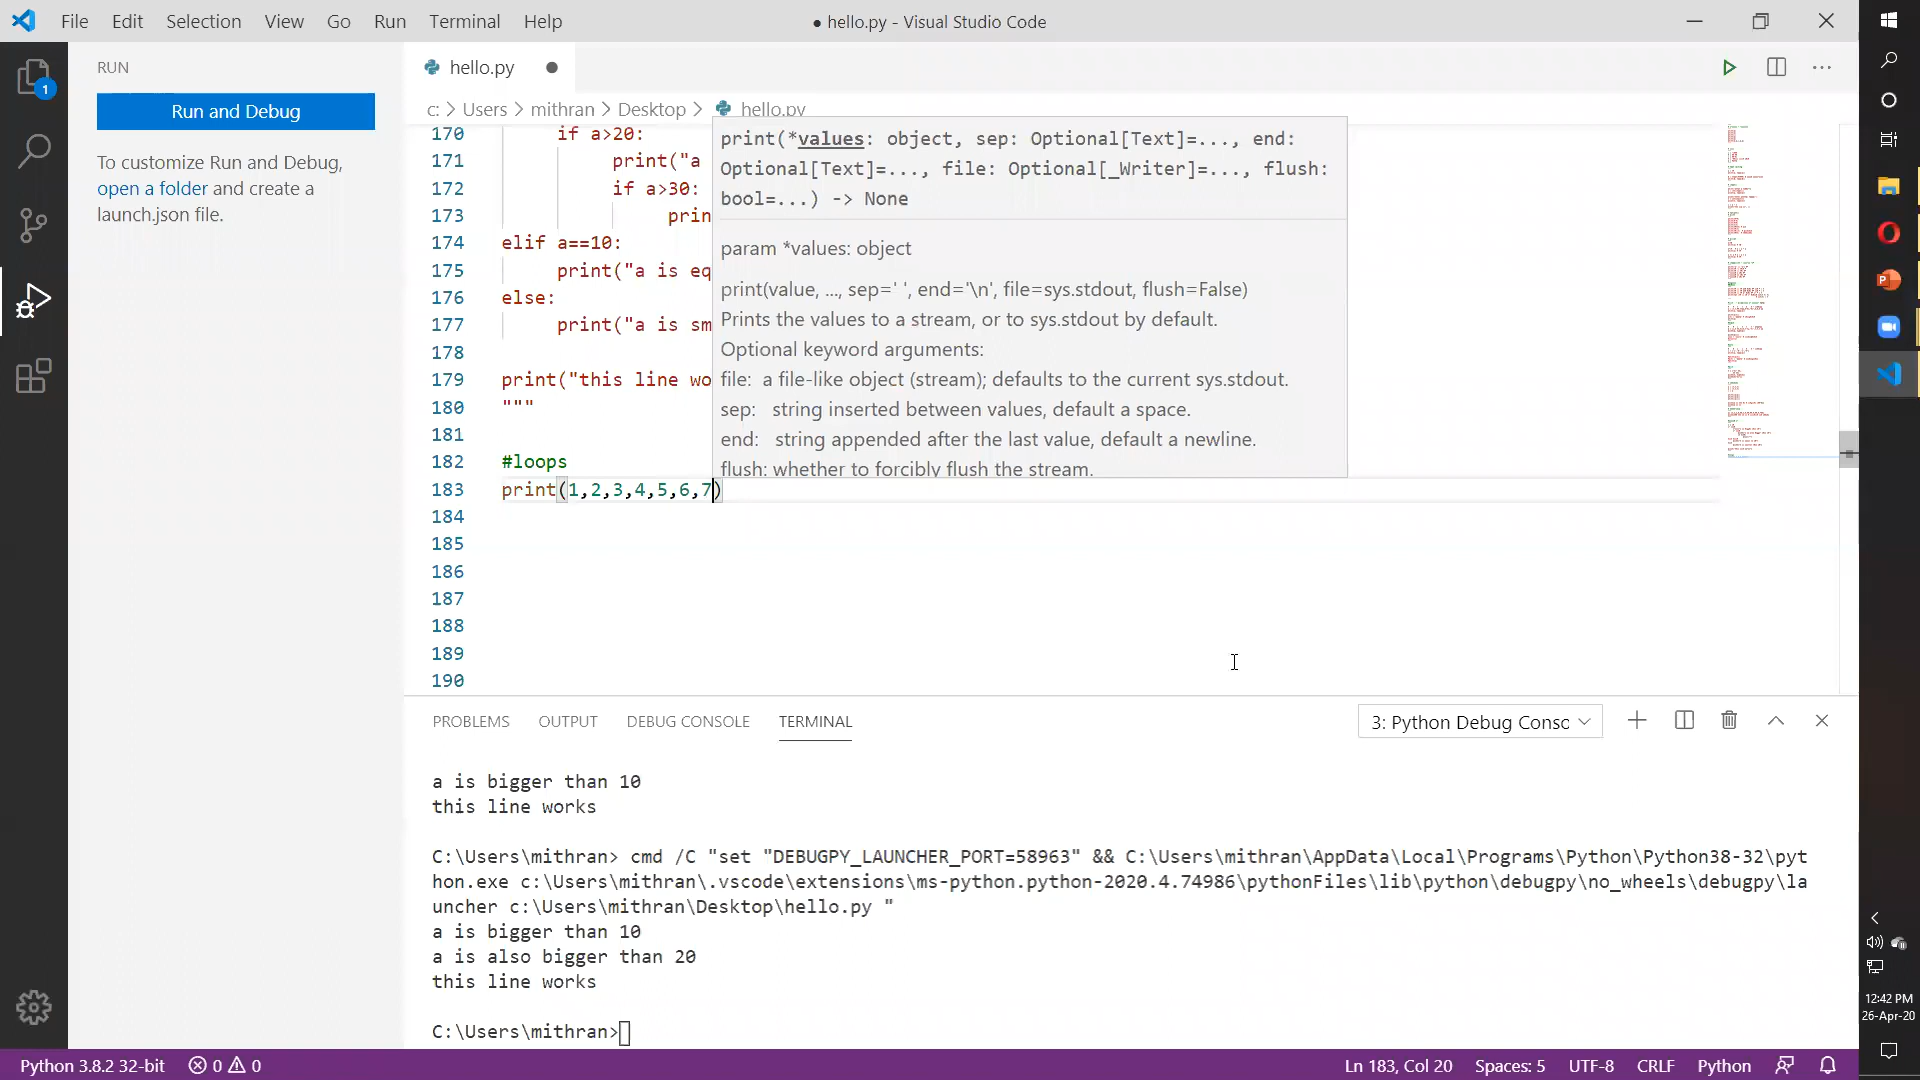 File Edit Selection View Go Run Terminal Help
● hello.py - Visual Studio Code
RUN
Run and Debug
To customize Run and Debug,
open a folder and create a
launch.json file.
1
hello.py
c: > Users > mithran > Desktop > hello.py
170 if a>20:
171 print("a
172 if a>30:
173 prin
174 elif a==10:
175 print("a is eq
176 else:
177 print("a is sm
178
179 print("this line wo
180 """
181
182 #loops
183 print(1,2,3,4,5,6,7)
184
185
186
187
188
189
190
print(*values: object, sep: Optional[Text]=..., end:
Optional[Text]=..., file: Optional[_Writer]=..., flush:
bool=...) -> None
param *values: object
print(value, ..., sep=' ', end='\n', file=sys.stdout, flush=False)
Prints the values to a stream, or to sys.stdout by default.
Optional keyword arguments:
file: a file-like object (stream); defaults to the current sys.stdout.
sep: string inserted between values, default a space.
end: string appended after the last value, default a newline.
flush: whether to forcibly flush the stream.
PROBLEMS OUTPUT DEBUG CONSOLE TERMINAL
3: Python Debug Consc
a is bigger than 10
this line works
C:\Users\mithran> cmd /C "set "DEBUGPY_LAUNCHER_PORT=58963" && C:\Users\mithran\AppData\Local\Programs\Python\Python38-32\pyt
hon.exe c:\Users\mithran\.vscode\extensions\ms-python.python-2020.4.74986\pythonFiles\lib\python\debugpy\no_wheels\debugpy\la
uncher c:\Users\mithran\Desktop\hello.py "
a is bigger than 10
a is also bigger than 20
this line works
C:\Users\mithran>
Python 3.8.2 32-bit 0 0
Ln 183, Col 20 Spaces: 5 UTF-8 CRLF Python
12:42 PM
26-Apr-20